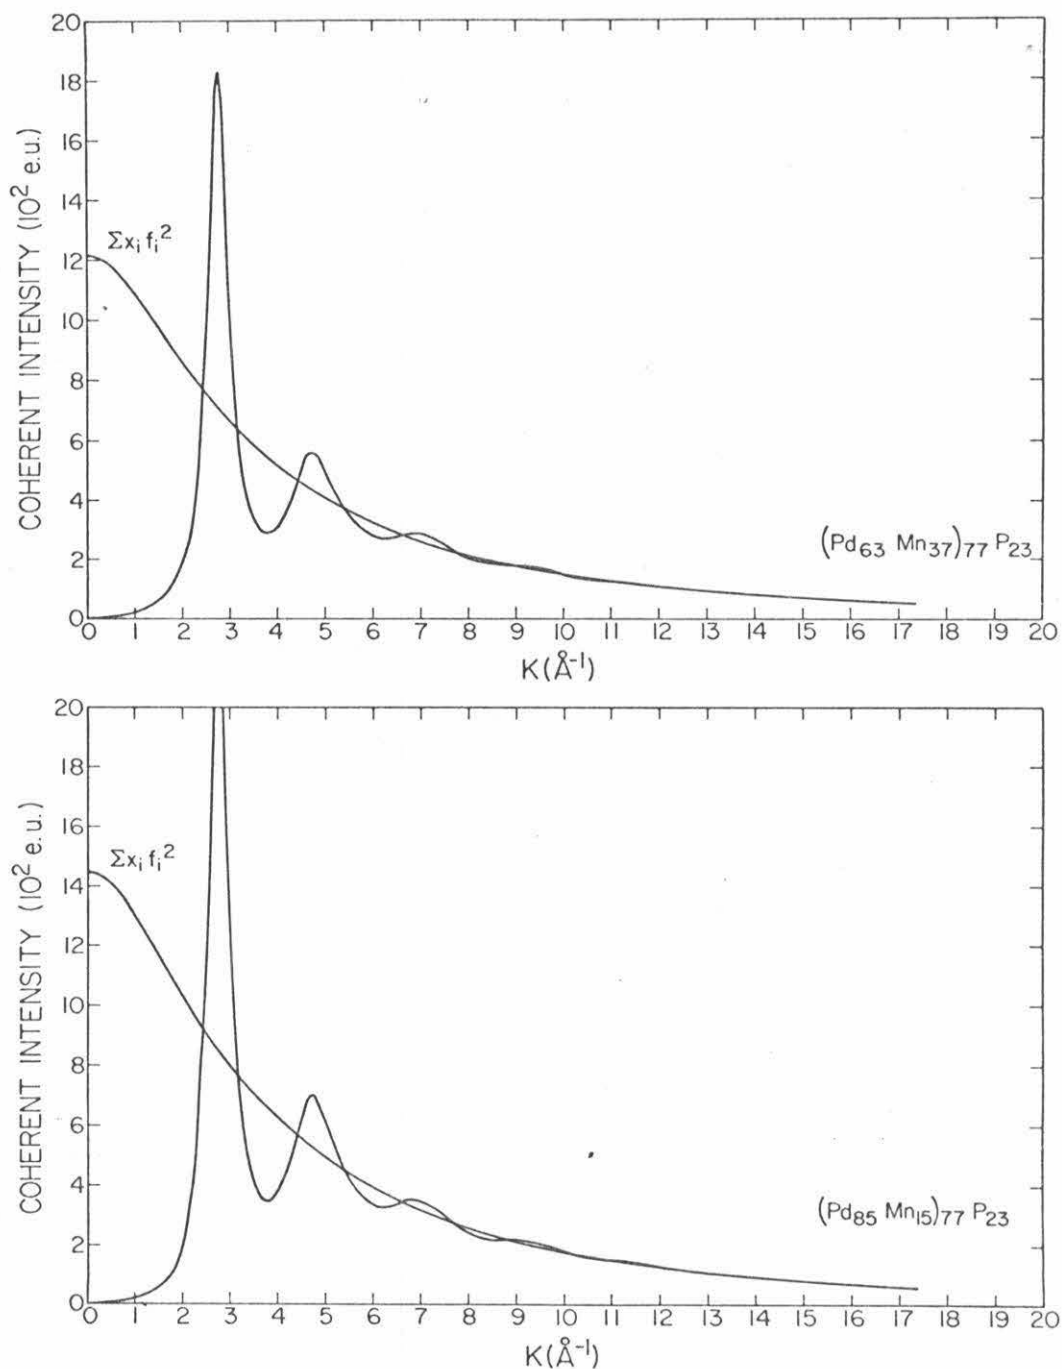 20
18
16
14
12
10
8
6
4
2
0
COHERENT INTENSITY (10² e.u.)
Σxᵢfᵢ²
(Pd₆₃ Mn₃₇)₇₇ P₂₃
0 1 2 3 4 5 6 7 8 9 10 11 12 13 14 15 16 17 18 19 20
K(Å⁻¹)
20
18
16
14
12
10
8
6
4
2
0
COHERENT INTENSITY (10² e.u.)
Σxᵢfᵢ²
(Pd₈₅ Mn₁₅)₇₇ P₂₃
0 1 2 3 4 5 6 7 8 9 10 11 12 13 14 15 16 17 18 19 20
K(Å⁻¹)